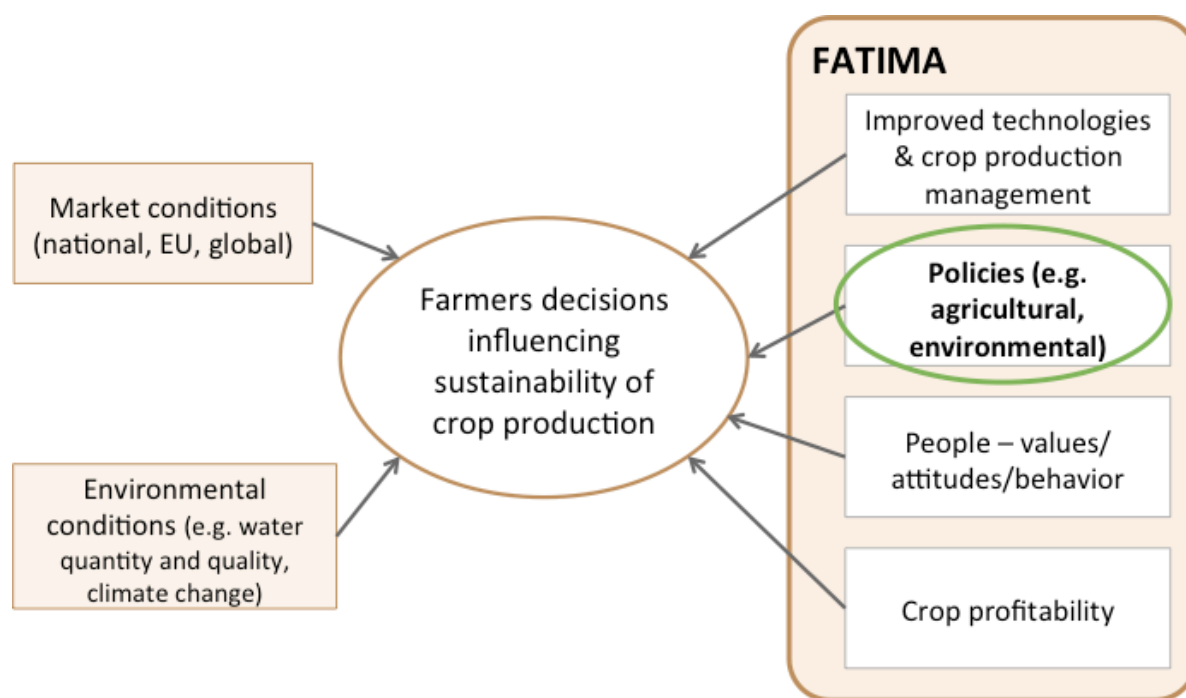 FATIMA
Improved technologies
& crop production
management
Market conditions
(national, EU, global)
Policies (e.g.
agricultural,
environmental)
Farmers decisions
influencing
sustainability of
crop production
People – values/
attitudes/behavior
Environmental
conditions (e.g. water
quantity and quality,
climate change)
Crop profitability